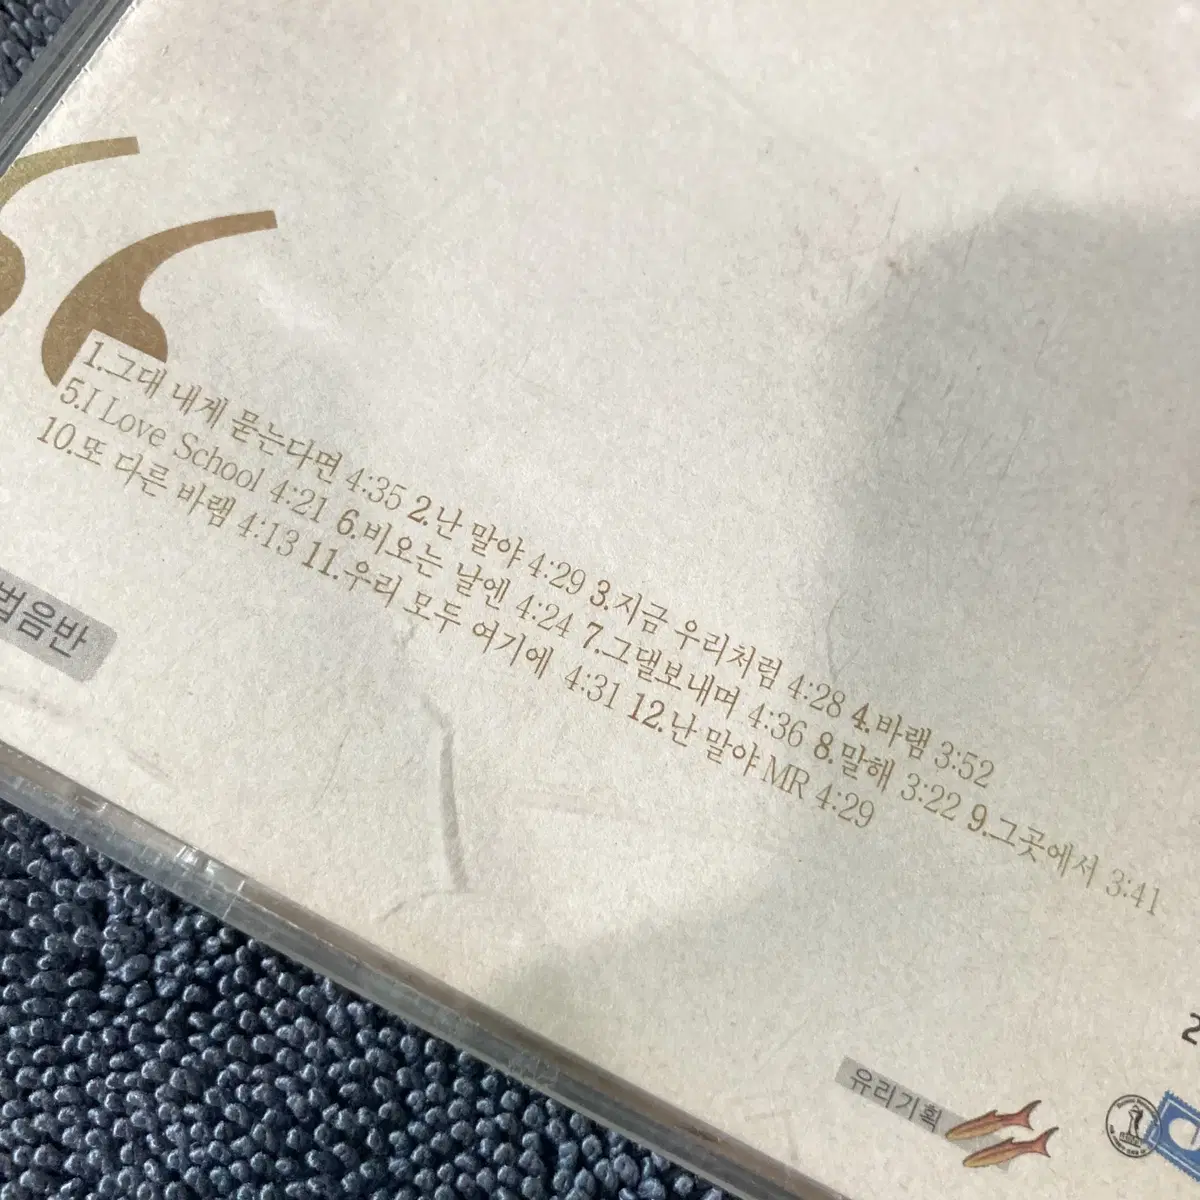 1.그대 내게 묻는다면 4:35 2.난 말야 4:29 3.지금 우리처럼 4:28 4.바램 3:52
5.I Love School 4:21 6.비오는 날엔 4:24 7.그댈보내며 4:36 8.말해 3:22 9.그곳에서 3:41
10.또 다른 바램 4:13 11.우리 모두 여기에 4:31 12.난 말야 MR 4:29
법음반
유리기획
2